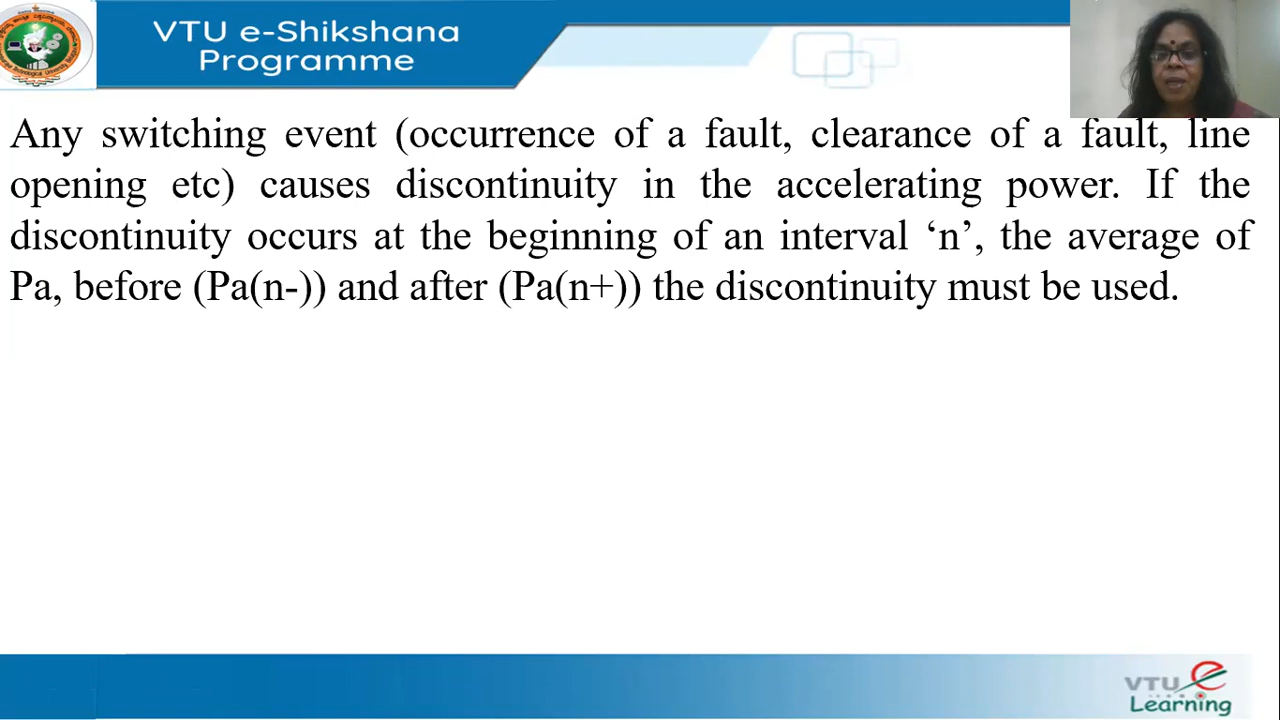 VTU e-Shikshana
Programme
Any switching event (occurrence of a fault, clearance of a fault, line
opening etc) causes discontinuity in the accelerating power. If the
discontinuity occurs at the beginning of an interval ‘n’, the average of
Pa, before (Pa(n-)) and after (Pa(n+)) the discontinuity must be used.
VTU e
Learning